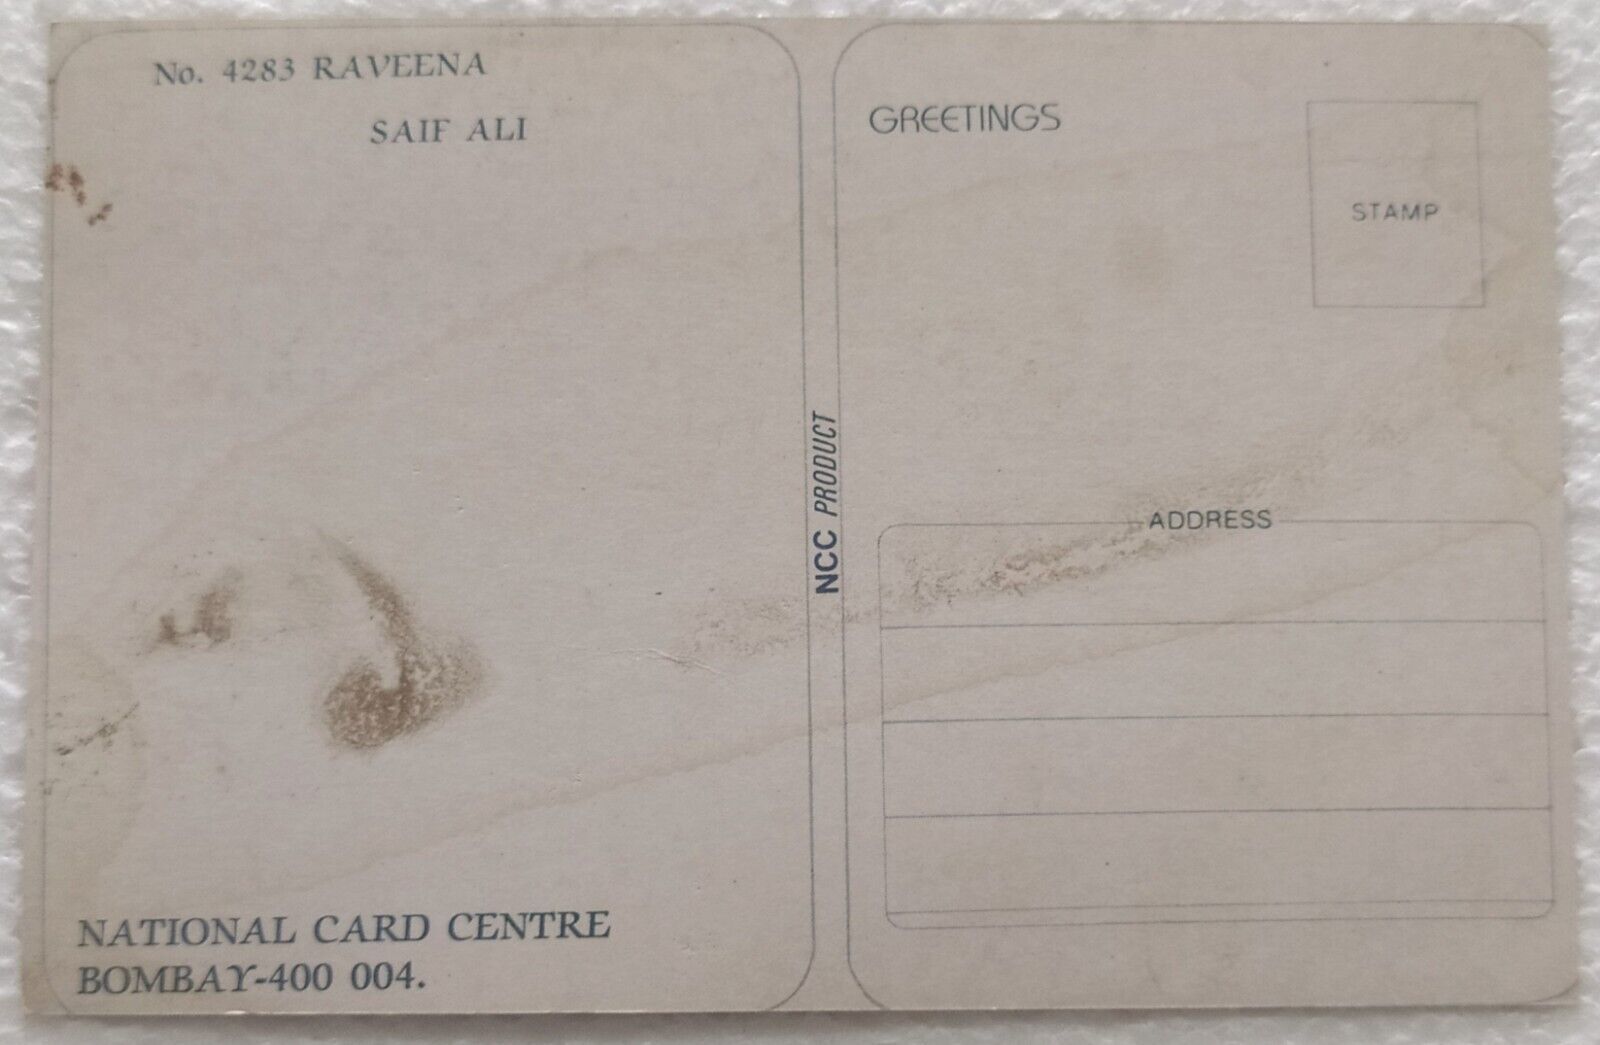 No. 4283 RAVEENA
SAIF ALI
NATIONAL CARD CENTRE
BOMBAY-400 004.
NCC PRODUCT
GREETINGS
STAMP
ADDRESS